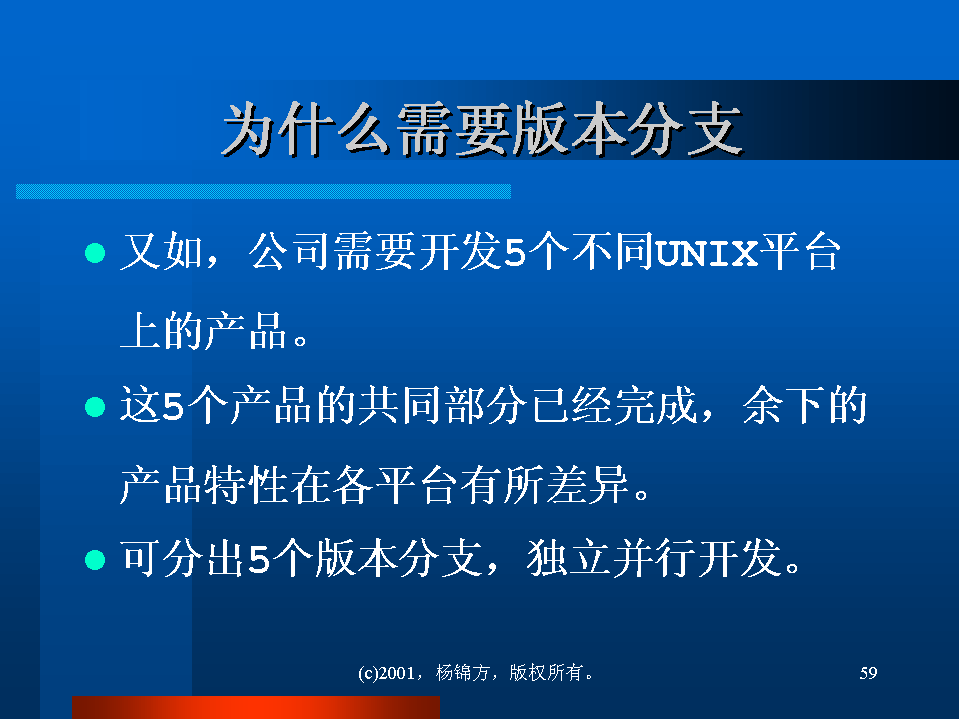 为什么需要版本分支
又如，公司需要开发5个不同UNIX平台
上的产品。
这5个产品的共同部分已经完成，余下的
产品特性在各平台有所差异。
可分出5个版本分支，独立并行开发。
(c)2001，杨锦方，版权所有。
59